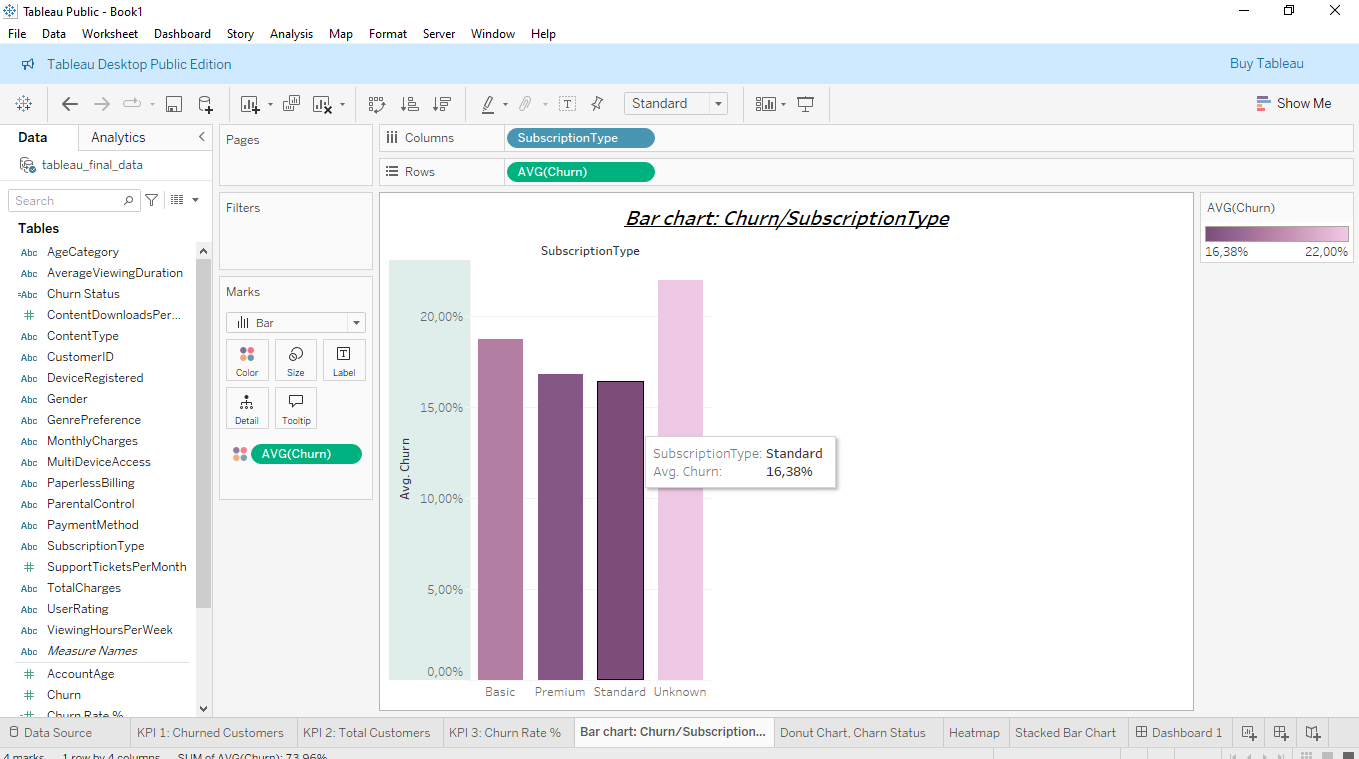 Tableau Public - Book1
File Data Worksheet Dashboard Story Analysis Map Format Server Window Help
Tableau Desktop Public Edition
Buy Tableau
Standard
Show Me
Data Analytics
tableau_final_data
Search
Tables
Abc AgeCategory
Abc AverageViewingDuration
=Abc Churn Status
# ContentDownloadsPer...
Abc ContentType
Abc CustomerID
Abc DeviceRegistered
Abc Gender
Abc GenrePreference
Abc MonthlyCharges
Abc MultiDeviceAccess
Abc PaperlessBilling
Abc ParentalControl
Abc PaymentMethod
Abc SubscriptionType
# SupportTicketsPerMonth
Abc TotalCharges
Abc UserRating
Abc ViewingHoursPerWeek
Abc Measure Names
# AccountAge
# Churn
=# Churn Rate %
Pages
Filters
Marks
Bar
Color Size Label
Detail Tooltip
AVG(Churn)
Columns SubscriptionType
Rows AVG(Churn)
Bar chart: Churn/SubscriptionType
SubscriptionType
20,00%
15,00%
10,00%
5,00%
0,00%
Avg. Churn
Basic Premium Standard Unknown
SubscriptionType: Standard
Avg. Churn: 16,38%
AVG(Churn)
16,38% 22,00%
Data Source KPI 1: Churned Customers KPI 2: Total Customers KPI 3: Churn Rate % Bar chart: Churn/Subscription... Donut Chart, Charn Status Heatmap Stacked Bar Chart Dashboard 1
4 marks 1 row by 4 columns SUM of AVG(Churn): 73,96%